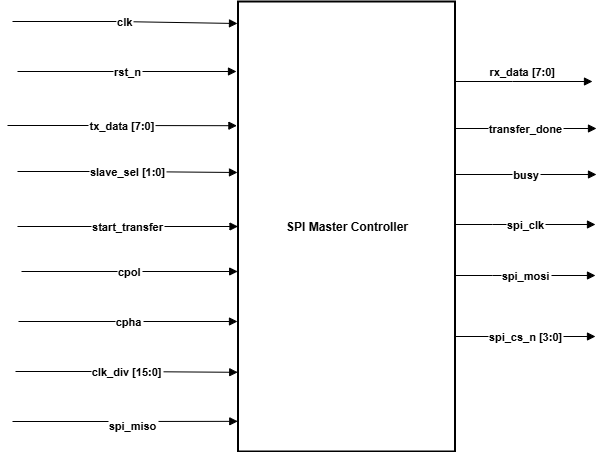 clk
rst_n
tx_data [7:0]
slave_sel [1:0]
start_transfer
cpol
cpha
clk_div [15:0]
spi_miso
SPI Master Controller
rx_data [7:0]
transfer_done
busy
spi_clk
spi_mosi
spi_cs_n [3:0]